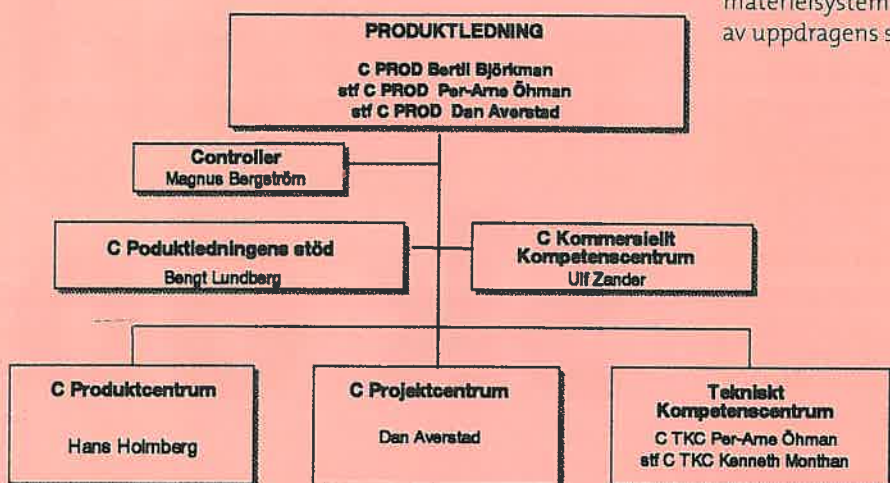 materielsystem
av uppdragens s
PRODUKTLEDNING
C PROD Bertil Björkman
stf C PROD Per-Arne Öhman
stf C PROD Dan Averstad
Controller
Magnus Bergström
C Poduktledningens stöd
Bengt Lundberg
C Kommersiellt
Kompetenscentrum
Ulf Zander
C Produktcentrum
Hans Holmberg
C Projektcentrum
Dan Averstad
Tekniskt
Kompetenscentrum
C TKC Per-Arne Öhman
stf C TKC Kenneth Monthan